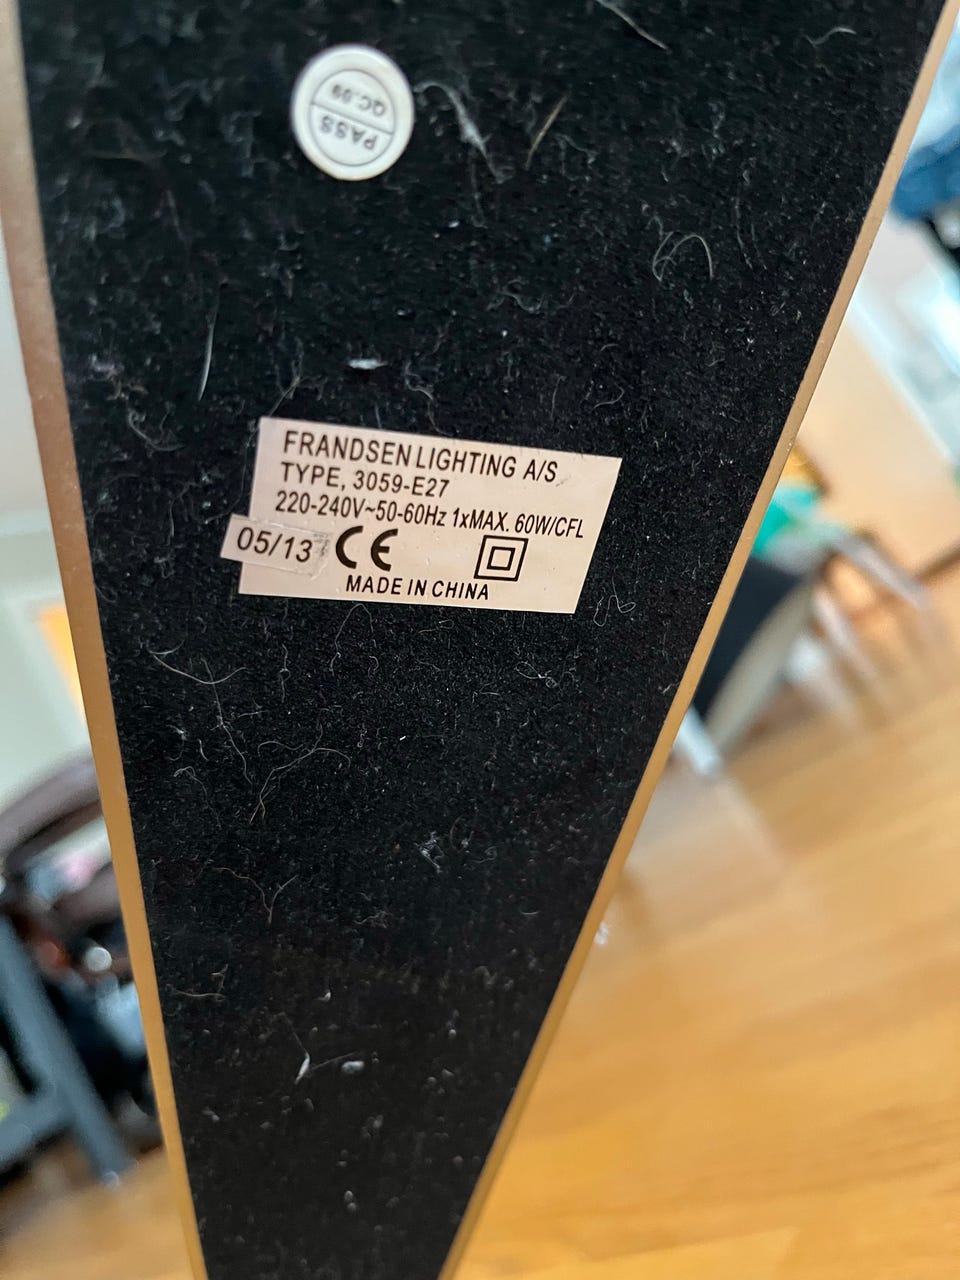 QC.09
PASS
FRANDSEN LIGHTING A/S
TYPE, 3059-E27
220-240V~50-60Hz 1xMAX. 60W/CFL
05/13 CE
MADE IN CHINA